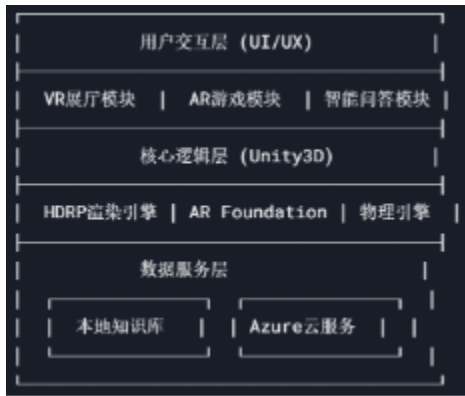 用户交互层 (UI/UX)
VR展厅模块 | AR游戏模块 | 智能问答模块
核心逻辑层 (Unity3D)
HDRP渲染引擎 | AR Foundation | 物理引擎
数据服务层
本地知识库 Azure云服务